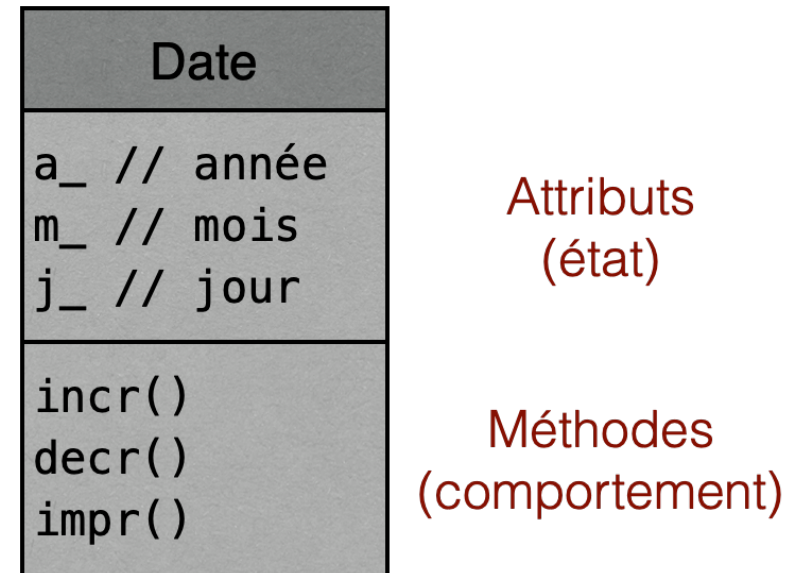 Date
a_ // année
m_ // mois
j_ // jour
Attributs
(état)
incr()
decr()
impr()
Méthodes
(comportement)